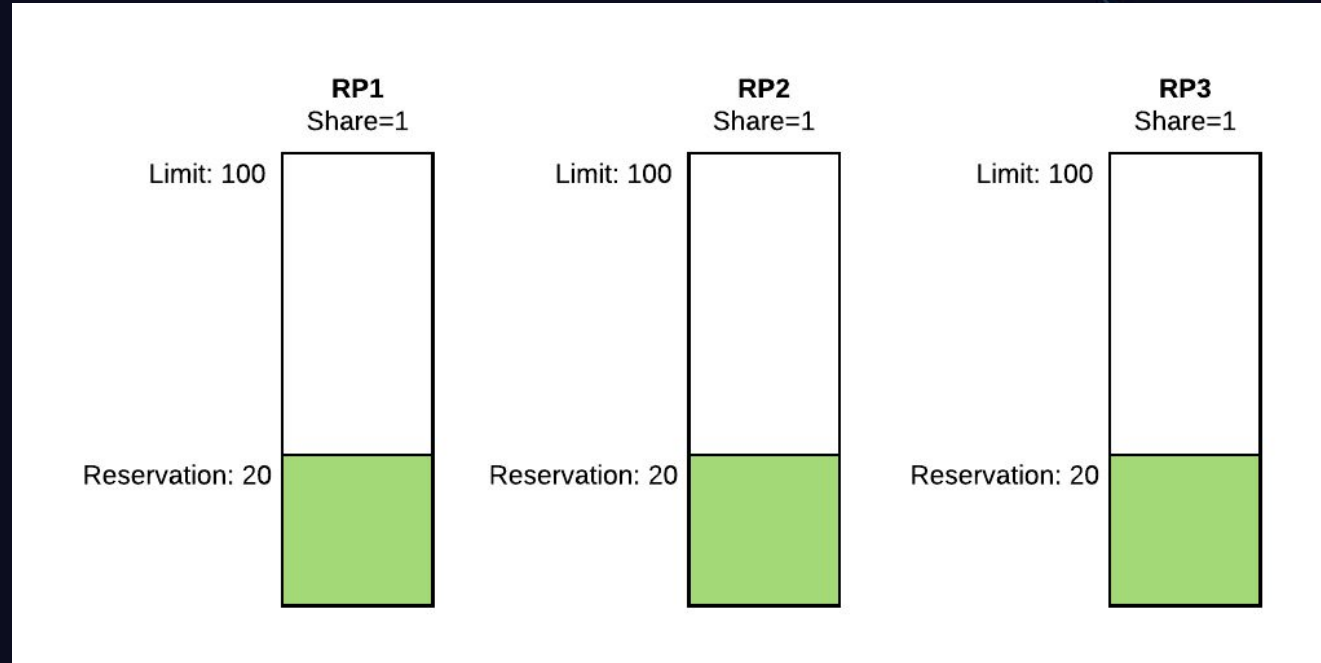 RP1
Share=1
Limit: 100
Reservation: 20
RP2
Share=1
Limit: 100
Reservation: 20
RP3
Share=1
Limit: 100
Reservation: 20